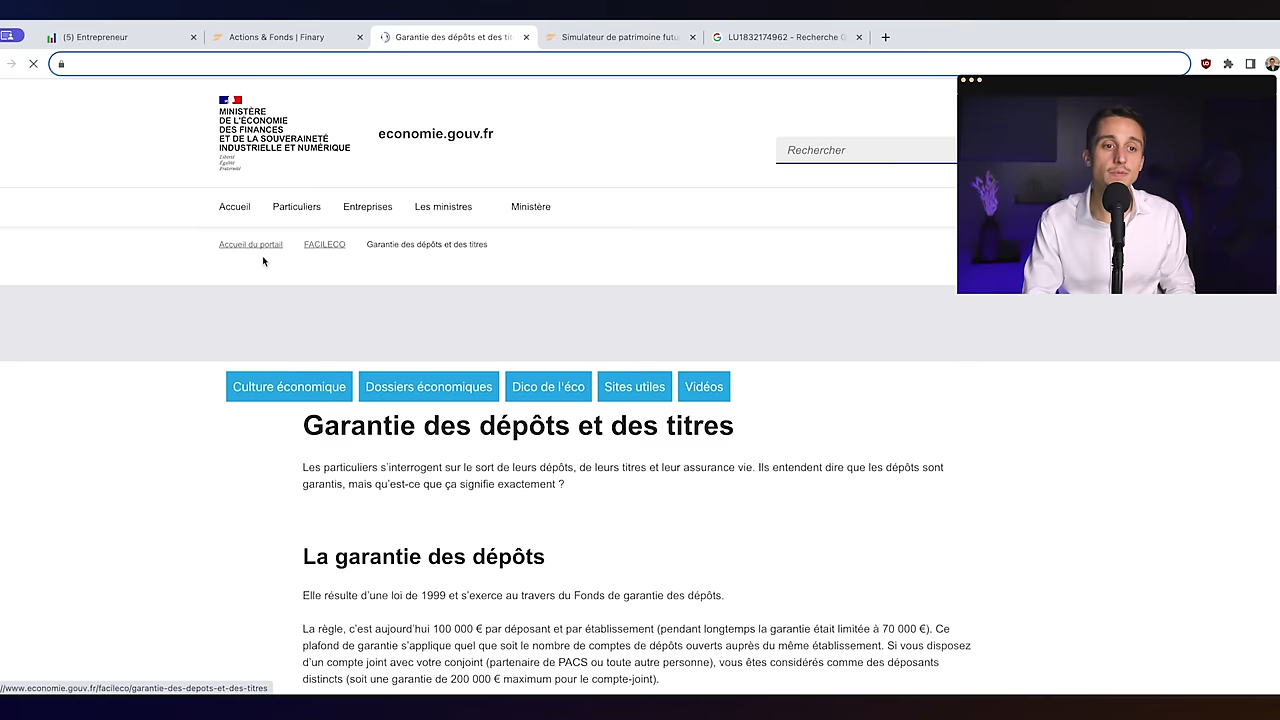 (5) Entrepreneur
Actions & Fonds | Finary
Garantie des dépôts et des tit
Simulateur de patrimoine futu
LU1832174962 - Recherche G
MINISTÈRE
DE L'ÉCONOMIE
DES FINANCES
ET DE LA SOUVERAINETÉ
INDUSTRIELLE ET NUMÉRIQUE
Liberté
Égalité
Fraternité
economie.gouv.fr
Rechercher
Accueil Particuliers Entreprises Les ministres Ministère
Accueil du portail FACILECO Garantie des dépôts et des titres
Culture économique Dossiers économiques Dico de l'éco Sites utiles Vidéos
Garantie des dépôts et des titres
Les particuliers s'interrogent sur le sort de leurs dépôts, de leurs titres et leur assurance vie. Ils entendent dire que les dépôts sont
garantis, mais qu'est-ce que ça signifie exactement ?
La garantie des dépôts
Elle résulte d'une loi de 1999 et s'exerce au travers du Fonds de garantie des dépôts.
La règle, c'est aujourd'hui 100 000 € par déposant et par établissement (pendant longtemps la garantie était limitée à 70 000 €). Ce
plafond de garantie s'applique quel que soit le nombre de comptes de dépôts ouverts auprès du même établissement. Si vous disposez
d'un compte joint avec votre conjoint (partenaire de PACS ou toute autre personne), vous êtes considérés comme des déposants
distincts (soit une garantie de 200 000 € maximum pour le compte-joint).
//www.economie.gouv.fr/facileco/garantie-des-depots-et-des-titres